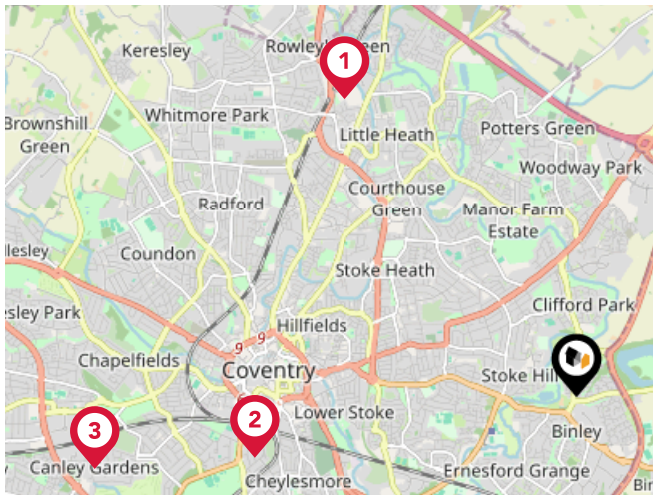 Keresley
Rowley Green
1
Brownshill
Green
Whitmore Park
Little Heath
Potters Green
Woodway Park
Courthouse
Green
Radford
Manor Farm
Estate
llesley
Coundon
Stoke Heath
esley Park
Hillfields
Clifford Park
9
9
Chapelfields
Coventry
Stoke Hill
2
Lower Stoke
3
Binley
Canley Gardens
Cheylesmore
Ernesford Grange
Bin